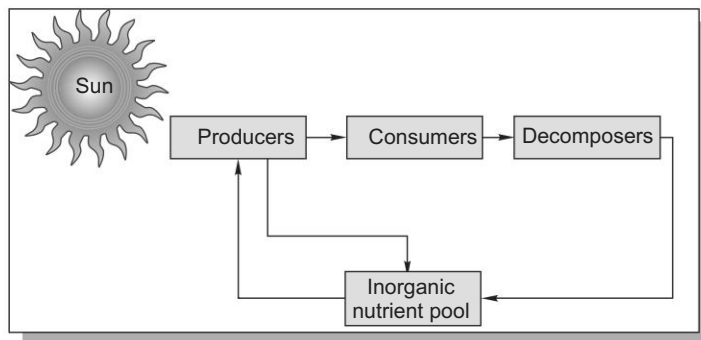 Sun
Producers
Consumers
Decomposers
Inorganic
nutrient pool